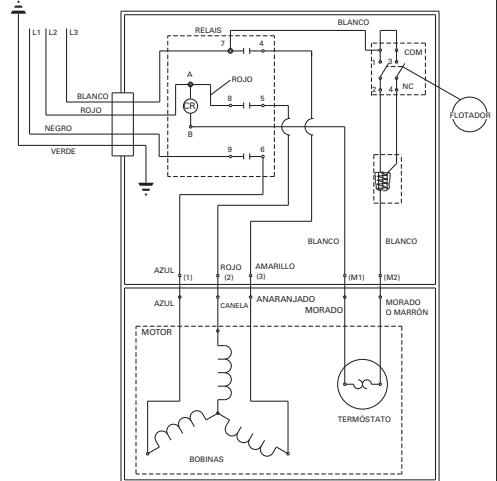 BLANCO
L1 L2 L3
RELAIS
7 4
1 3 COM
A
ROJO
2 4 NC
BLANCO
CR
8 5
FLOTADOR
ROJO
B
NEGRO
9 6
VERDE
BLANCO BLANCO
AZUL (1) ROJO (2) AMARILLO (3) (M1) (M2)
AZUL CANELA ANARANJADO MORADO MORADO
O MARRÓN
MOTOR
TERMÓSTATO
BOBINAS